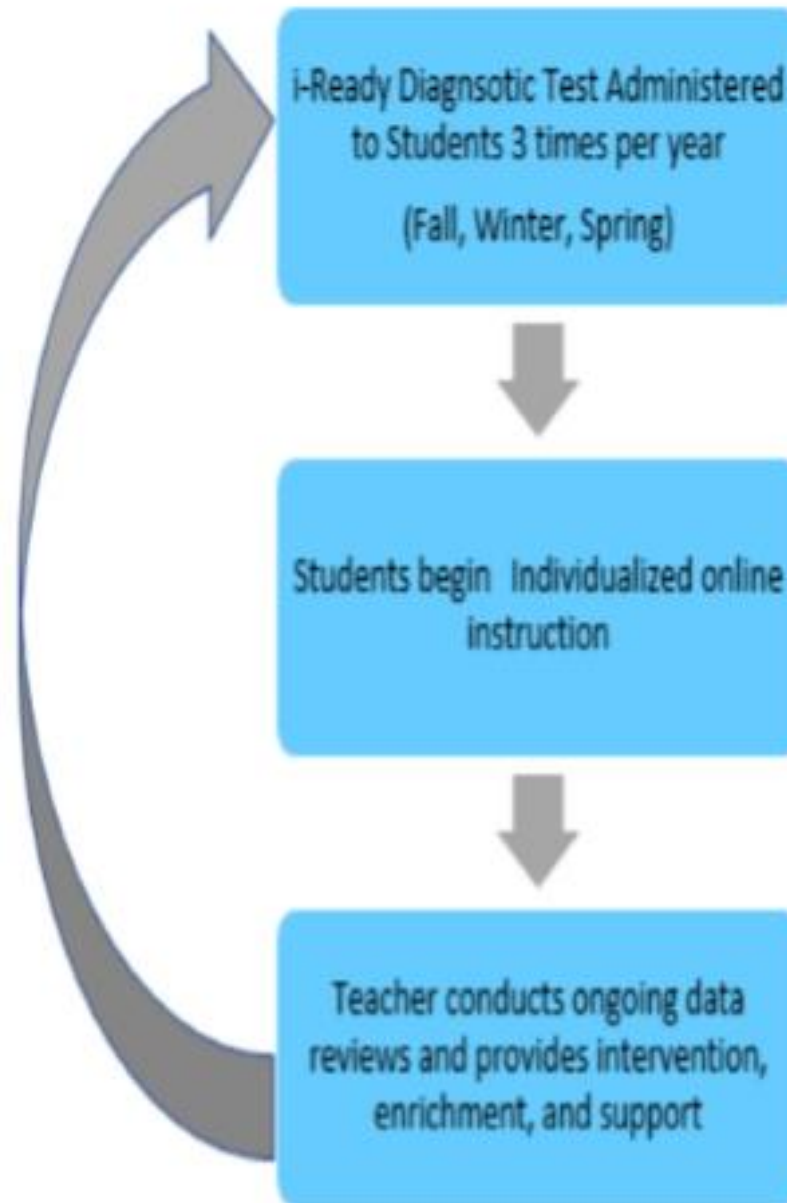 i-Ready Diagnsotic Test Administered
to Students 3 times per year
(Fall, Winter, Spring)
Students begin Individualized online
instruction
Teacher conducts ongoing data
reviews and provides intervention,
enrichment, and support